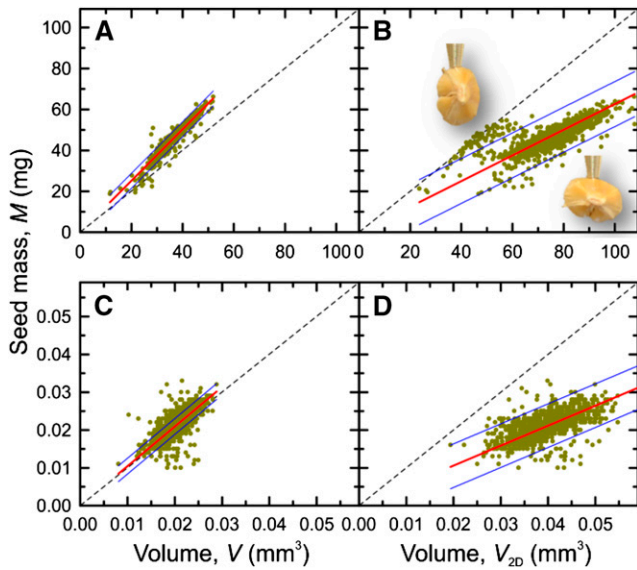 A
B
100
80
60
40
20
0
0 20 40 60 80 100
20 40 60 80 100
Seed mass, M (mg)
C
D
0.05
0.04
0.03
0.02
0.01
0.00
0.00 0.01 0.02 0.03 0.04 0.05
0.01 0.02 0.03 0.04 0.05
Volume, V (mm³)
Volume, V₂D (mm³)